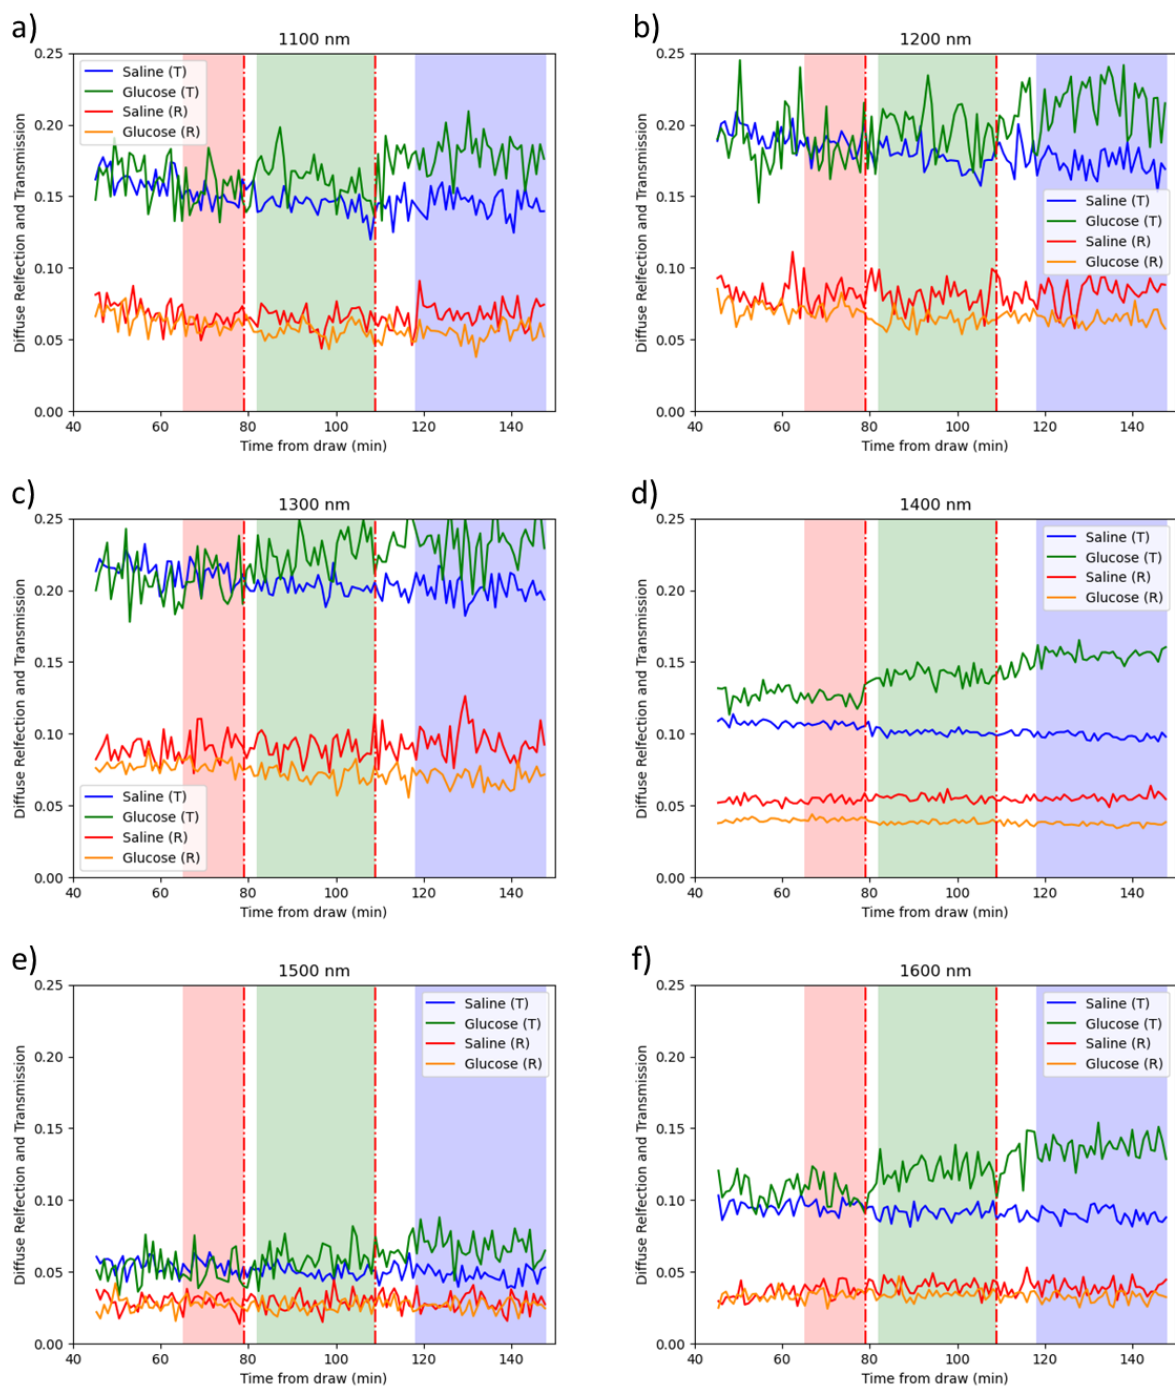 a)
1100 nm
Diffuse Relfection and Transmission
0.25
0.20
0.15
0.10
0.05
0.00
Saline (T)
Glucose (T)
Saline (R)
Glucose (R)
40 60 80 100 120 140
Time from draw (min)
b)
1200 nm
Diffuse Relfection and Transmission
0.25
0.20
0.15
0.10
0.05
0.00
Saline (T)
Glucose (T)
Saline (R)
Glucose (R)
40 60 80 100 120 140
Time from draw (min)
c)
1300 nm
Diffuse Relfection and Transmission
0.25
0.20
0.15
0.10
0.05
0.00
Saline (T)
Glucose (T)
Saline (R)
Glucose (R)
40 60 80 100 120 140
Time from draw (min)
d)
1400 nm
Diffuse Relfection and Transmission
0.25
0.20
0.15
0.10
0.05
0.00
Saline (T)
Glucose (T)
Saline (R)
Glucose (R)
40 60 80 100 120 140
Time from draw (min)
e)
1500 nm
Diffuse Relfection and Transmission
0.25
0.20
0.15
0.10
0.05
0.00
Saline (T)
Glucose (T)
Saline (R)
Glucose (R)
40 60 80 100 120 140
Time from draw (min)
f)
1600 nm
Diffuse Relfection and Transmission
0.25
0.20
0.15
0.10
0.05
0.00
Saline (T)
Glucose (T)
Saline (R)
Glucose (R)
40 60 80 100 120 140
Time from draw (min)